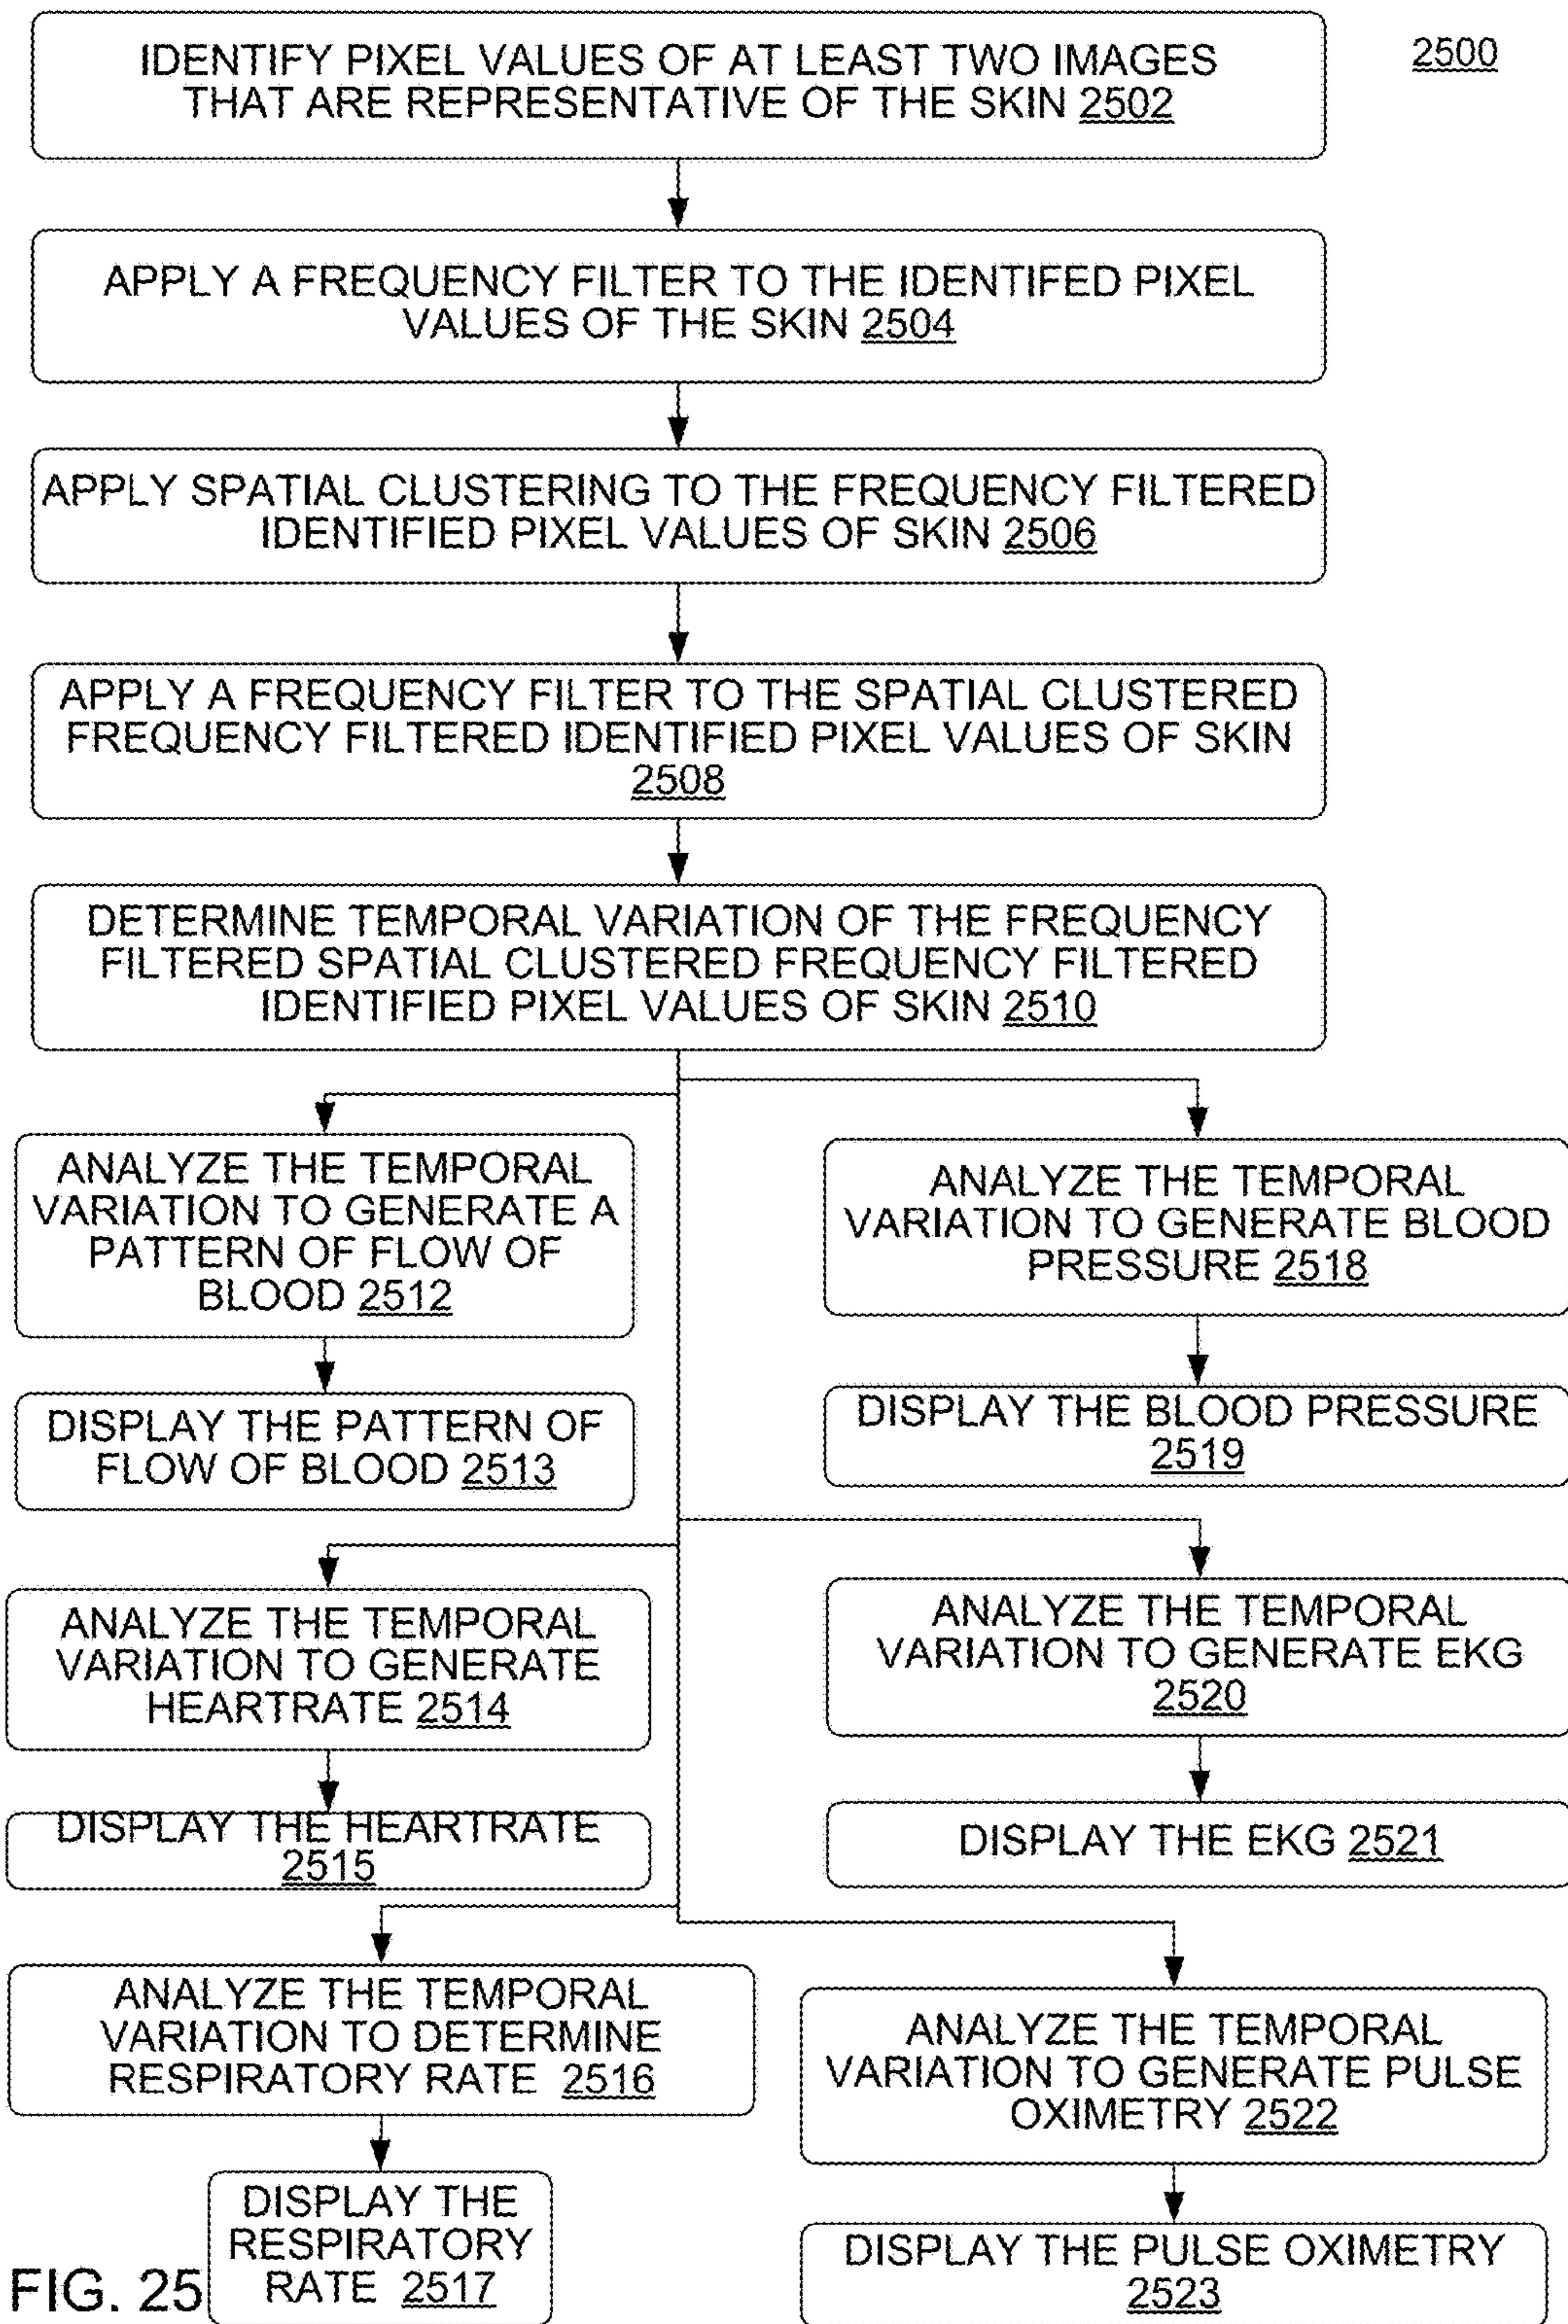 2500
IDENTIFY PIXEL VALUES OF AT LEAST TWO IMAGES
THAT ARE REPRESENTATIVE OF THE SKIN 2502
APPLY A FREQUENCY FILTER TO THE IDENTIFED PIXEL
VALUES OF THE SKIN 2504
APPLY SPATIAL CLUSTERING TO THE FREQUENCY FILTERED
IDENTIFIED PIXEL VALUES OF SKIN 2506
APPLY A FREQUENCY FILTER TO THE SPATIAL CLUSTERED
FREQUENCY FILTERED IDENTIFIED PIXEL VALUES OF SKIN
2508
DETERMINE TEMPORAL VARIATION OF THE FREQUENCY
FILTERED SPATIAL CLUSTERED FREQUENCY FILTERED
IDENTIFIED PIXEL VALUES OF SKIN 2510
ANALYZE THE TEMPORAL
VARIATION TO GENERATE A
PATTERN OF FLOW OF
BLOOD 2512
DISPLAY THE PATTERN OF
FLOW OF BLOOD 2513
ANALYZE THE TEMPORAL
VARIATION TO GENERATE BLOOD
PRESSURE 2518
DISPLAY THE BLOOD PRESSURE
2519
ANALYZE THE TEMPORAL
VARIATION TO GENERATE
HEARTRATE 2514
DISPLAY THE HEARTRATE
2515
ANALYZE THE TEMPORAL
VARIATION TO GENERATE EKG
2520
DISPLAY THE EKG 2521
ANALYZE THE TEMPORAL
VARIATION TO DETERMINE
RESPIRATORY RATE 2516
DISPLAY THE
RESPIRATORY
RATE 2517
ANALYZE THE TEMPORAL
VARIATION TO GENERATE PULSE
OXIMETRY 2522
DISPLAY THE PULSE OXIMETRY
2523
FIG. 25